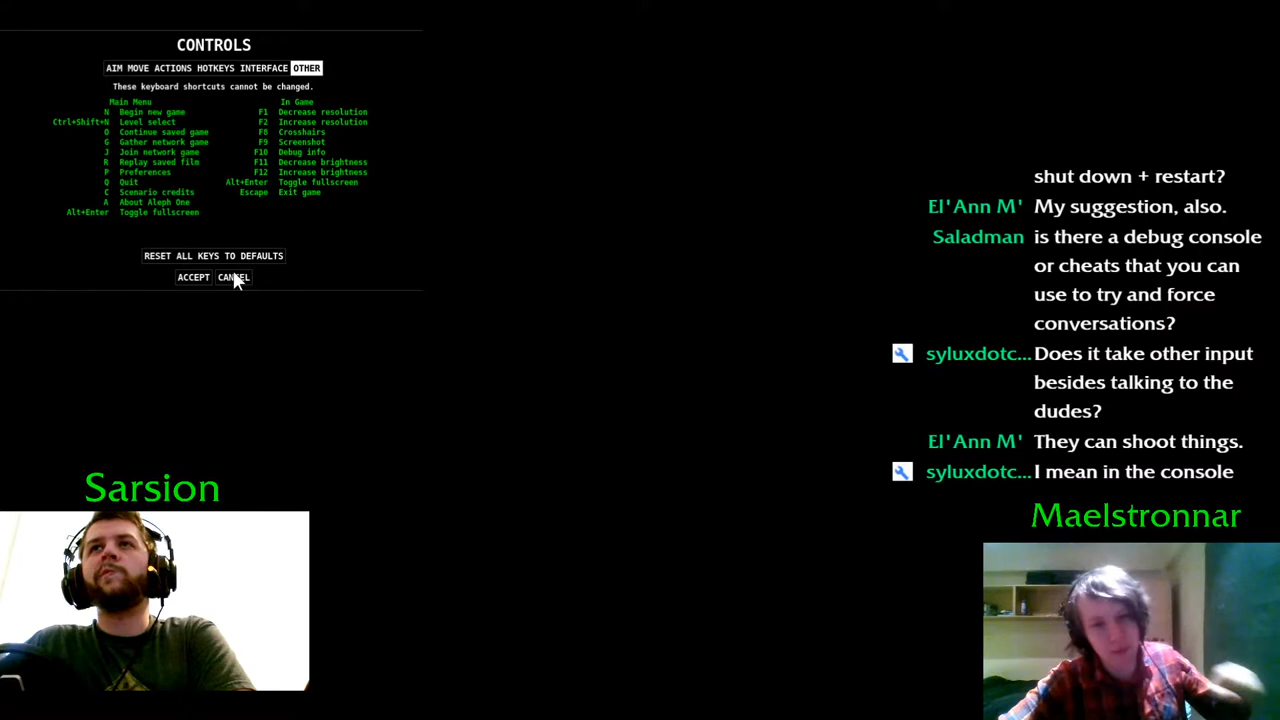 CONTROLS
AIM MOVE ACTIONS HOTKEYS INTERFACE OTHER
These keyboard shortcuts cannot be changed.
Main Menu
N Begin new game
Ctrl+Shift+N Level select
O Continue saved game
G Gather network game
J Join network game
R Replay saved film
P Preferences
Q Quit
C Scenario credits
A About Aleph One
Alt+Enter Toggle fullscreen
In Game
F1 Decrease resolution
F2 Increase resolution
F8 Crosshairs
F9 Screenshot
F10 Debug info
F11 Decrease brightness
F12 Increase brightness
Alt+Enter Toggle fullscreen
Escape Exit game
RESET ALL KEYS TO DEFAULTS
ACCEPT CANCEL
shut down + restart?
El'Ann M' My suggestion, also.
Saladman is there a debug console
or cheats that you can
use to try and force
conversations?
syluxdotc... Does it take other input
besides talking to the
dudes?
El'Ann M' They can shoot things.
syluxdotc... I mean in the console
Sarsion
Maelstronnar